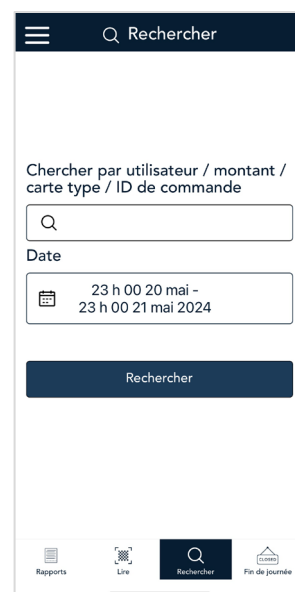 Rechercher
Chercher par utilisateur / montant /
carte type / ID de commande
Date
23 h 00 20 mai –
23 h 00 21 mai 2024
Rechercher
Rapports
Lire
Rechercher
CLOSED
Fin de journée